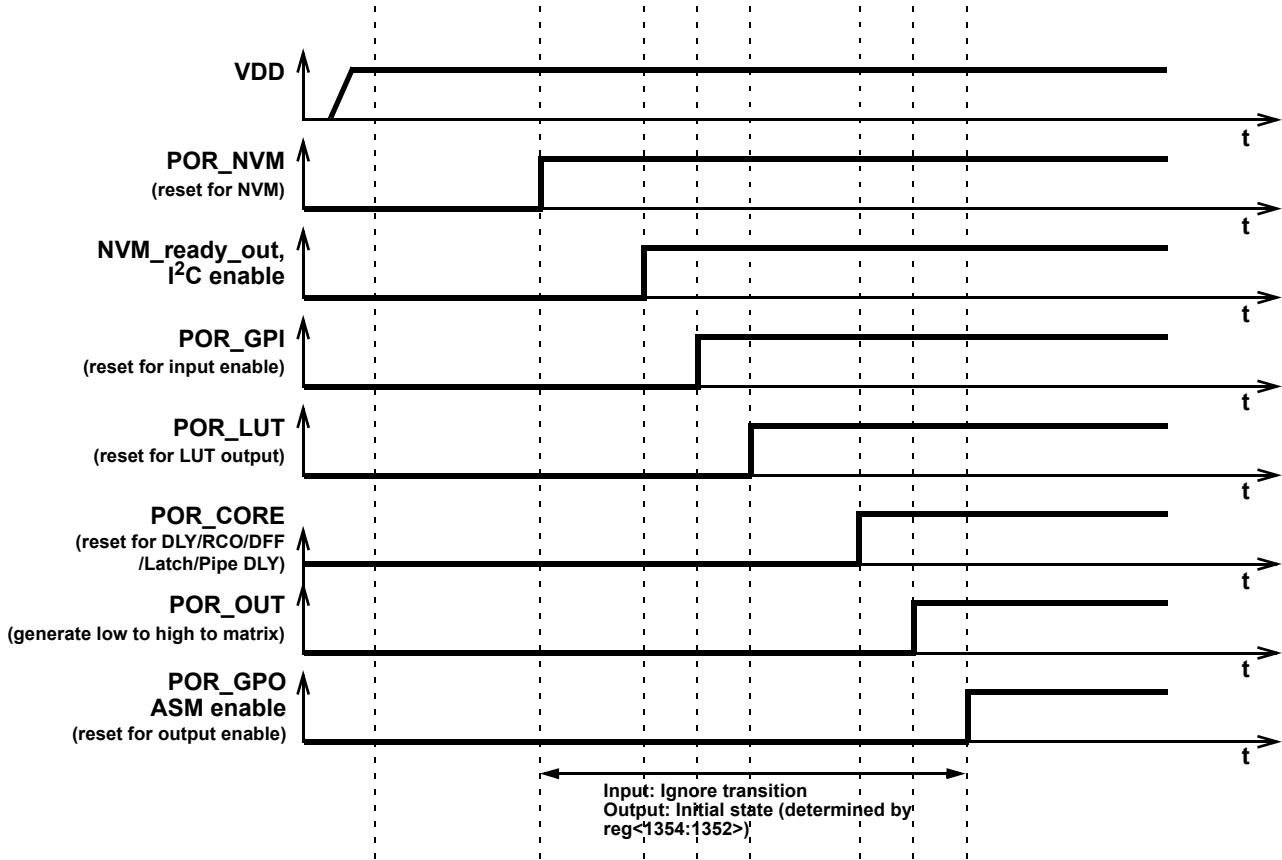 VDD
t
POR_NVM
(reset for NVM)
t
NVM_ready_out,
I2C enable
t
POR_GPI
(reset for input enable)
t
POR_LUT
(reset for LUT output)
t
POR_CORE
(reset for DLY/RCO/DFF
/Latch/Pipe DLY)
t
POR_OUT
(generate low to high to matrix)
t
POR_GPO
ASM enable
(reset for output enable)
t
Input: Ignore transition
Output: Initial state (determined by
reg<1354:1352>)